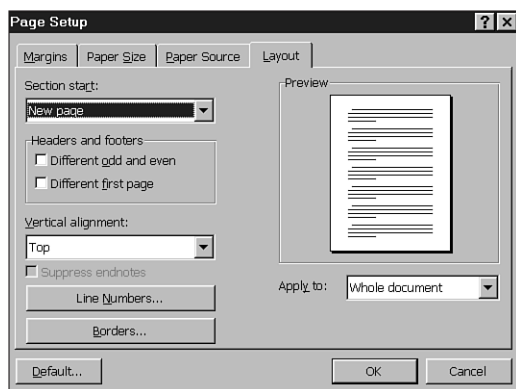 Page Setup
Margins Paper Size Paper Source Layout
Section start:
New page
Headers and footers
Different odd and even
Different first page
Vertical alignment:
Top
Suppress endnotes
Line Numbers...
Borders...
Preview
Apply to: Whole document
Default... OK Cancel